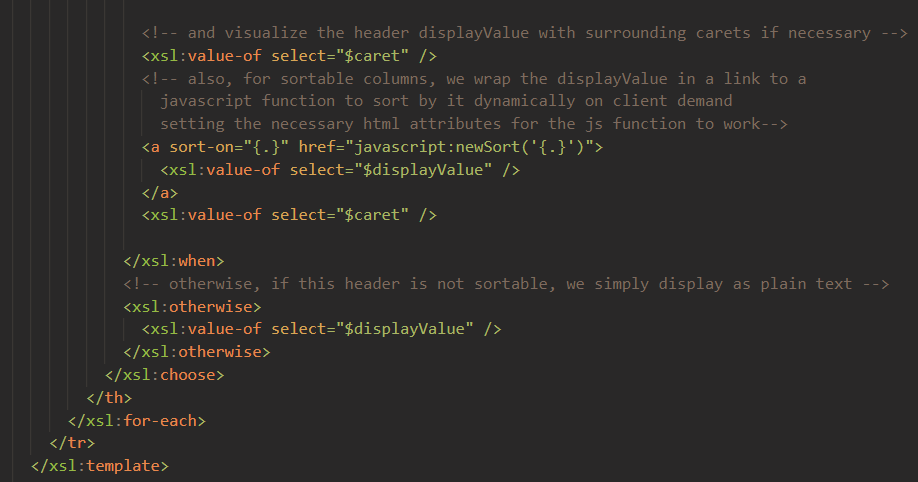 <!-- and visualize the header displayValue with surrounding carets if necessary -->
<xsl:value-of select="$caret" />
<!-- also, for sortable columns, we wrap the displayValue in a link to a
javascript function to sort by it dynamically on client demand
setting the necessary html attributes for the js function to work-->
<a sort-on="{.}" href="javascript:newSort('{.}')">
<xsl:value-of select="$displayValue" />
</a>
<xsl:value-of select="$caret" />
</xsl:when>
<!-- otherwise, if this header is not sortable, we simply display as plain text -->
<xsl:otherwise>
<xsl:value-of select="$displayValue" />
</xsl:otherwise>
</xsl:choose>
</th>
</xsl:for-each>
</tr>
</xsl:template>